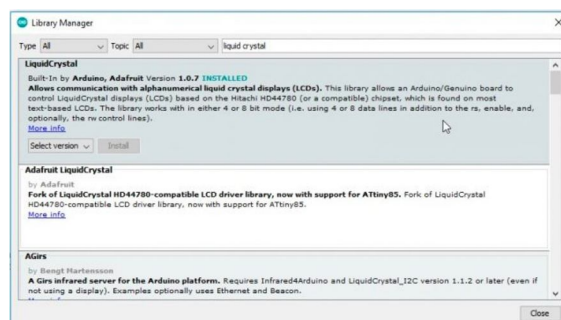 Library Manager
Type All Topic All liquid crystal
LiquidCrystal
Built-In by Arduino, Adafruit Version 1.0.7 INSTALLED
Allows communication with alphanumerical liquid crystal displays (LCDs). This library allows an Arduino/Genuino board to
control LiquidCrystal displays (LCDs) based on the Hitachi HD44780 (or a compatible) chipset, which is found on most
text-based LCDs. The library works with in either 4 or 8 bit mode (i.e. using 4 or 8 data lines in addition to the rs, enable, and,
optionally, the rw control lines).
More info
Select version Install
Adafruit LiquidCrystal
by Adafruit
Fork of LiquidCrystal HD44780-compatible LCD driver library, now with support for ATtiny85. Fork of LiquidCrystal
HD44780-compatible LCD driver library, now with support for ATtiny85.
More info
AGirs
by Bengt Martensson
A Girs infrared server for the Arduino platform. Requires Infrared4Arduino and LiquidCrystal_I2C version 1.1.2 or later (even if
not using a display). Examples optionally uses Ethernet and Beacon.
Close